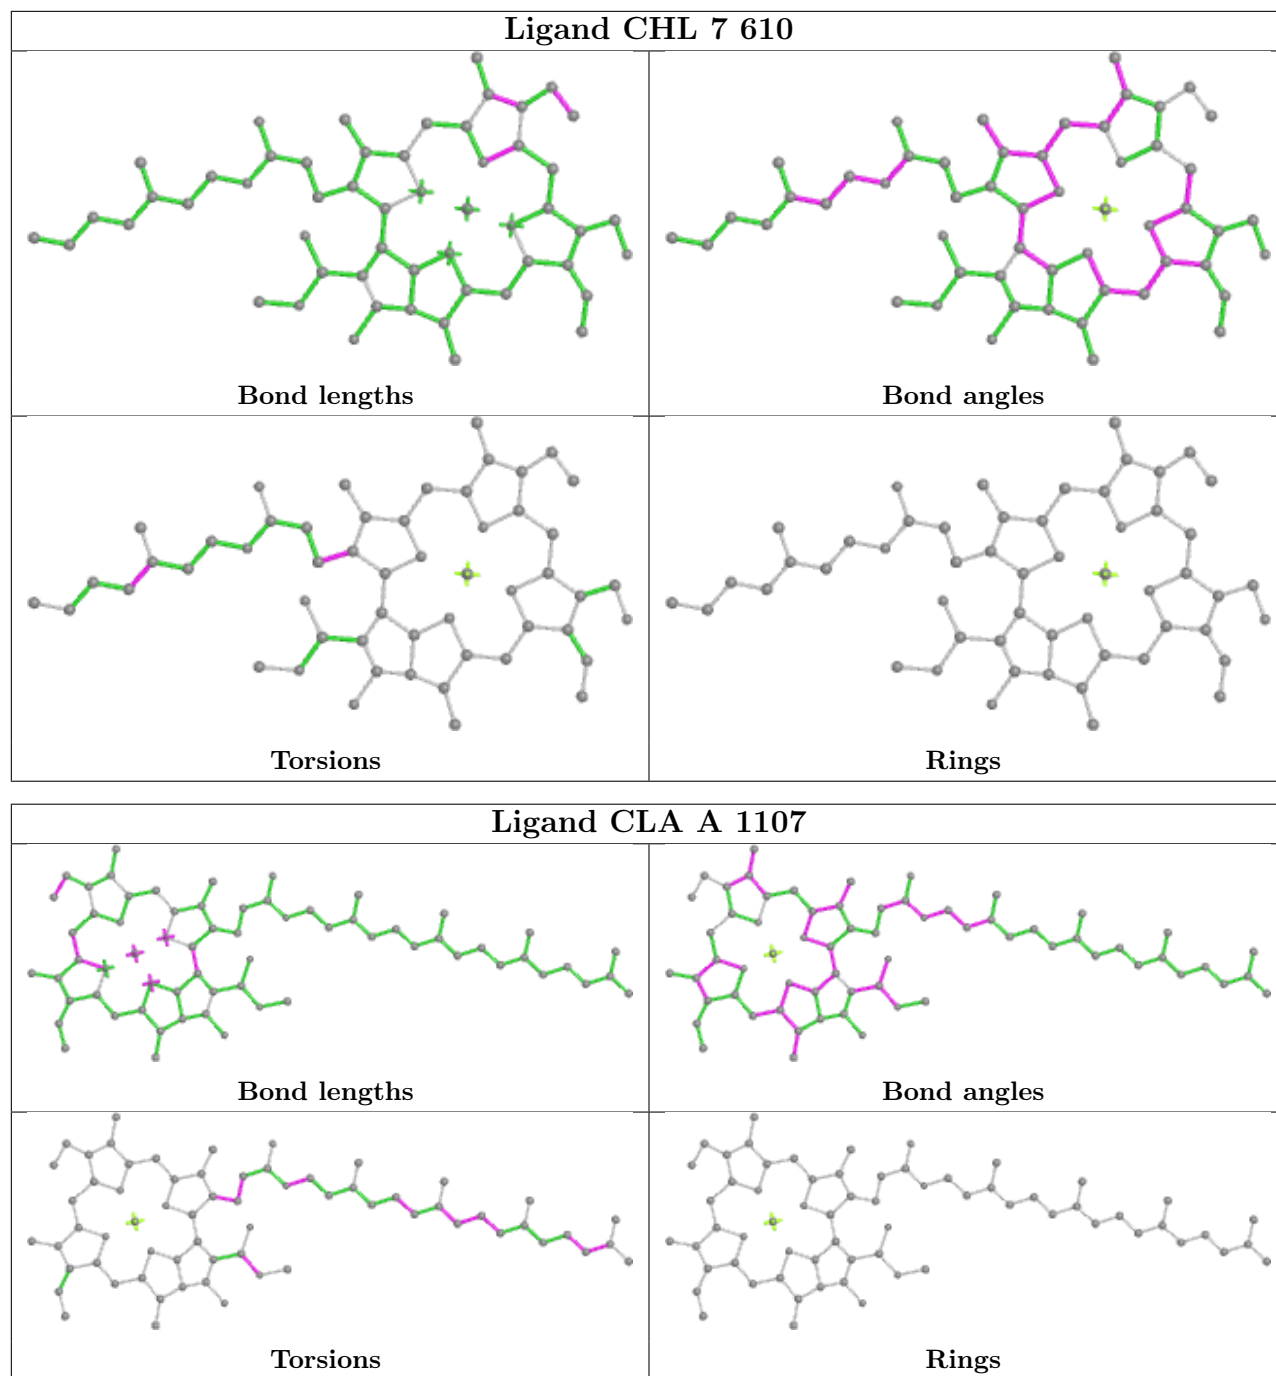 Ligand CHL 7 610
Bond lengths
Bond angles
Torsions
Rings
Ligand CLA A 1107
Bond lengths
Bond angles
Torsions
Rings